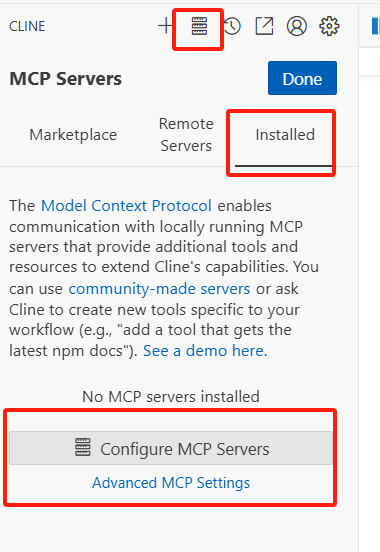 CLINE
MCP Servers
Done
Marketplace
Remote
Servers
Installed
The Model Context Protocol enables
communication with locally running MCP
servers that provide additional tools and
resources to extend Cline's capabilities. You
can use community-made servers or ask
Cline to create new tools specific to your
workflow (e.g., "add a tool that gets the
latest npm docs"). See a demo here.
No MCP servers installed
Configure MCP Servers
Advanced MCP Settings